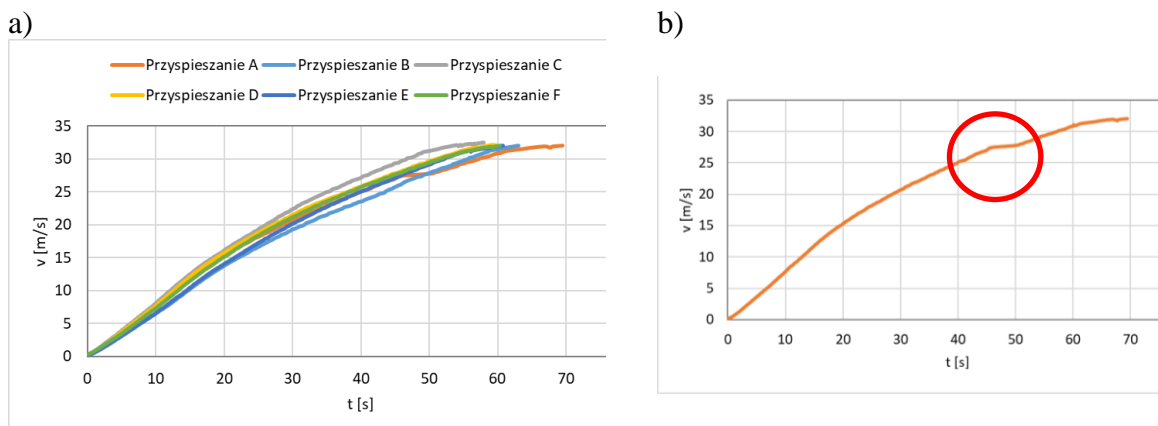 a)
Przyspieszanie A Przyspieszanie B Przyspieszanie C
Przyspieszanie D Przyspieszanie E Przyspieszanie F
35
30
25
20
15
10
5
0
v [m/s]
0 10 20 30 40 50 60 70
t [s]
b)
35
30
25
20
15
10
5
0
v [m/s]
0 10 20 30 40 50 60 70
t [s]